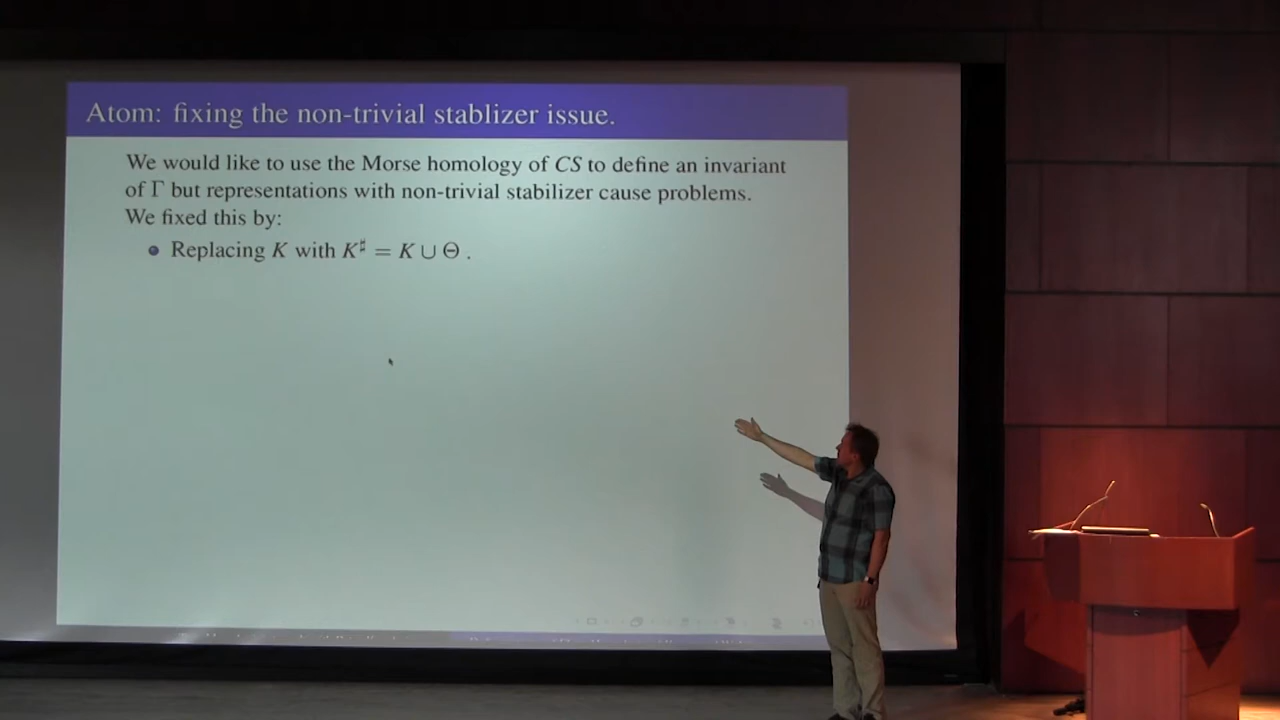 Atom: fixing the non-trivial stablizer issue.
We would like to use the Morse homology of CS to define an invariant
of Γ but representations with non-trivial stabilizer cause problems.
We fixed this by:
Replacing K with K♯ = K ∪ Θ .